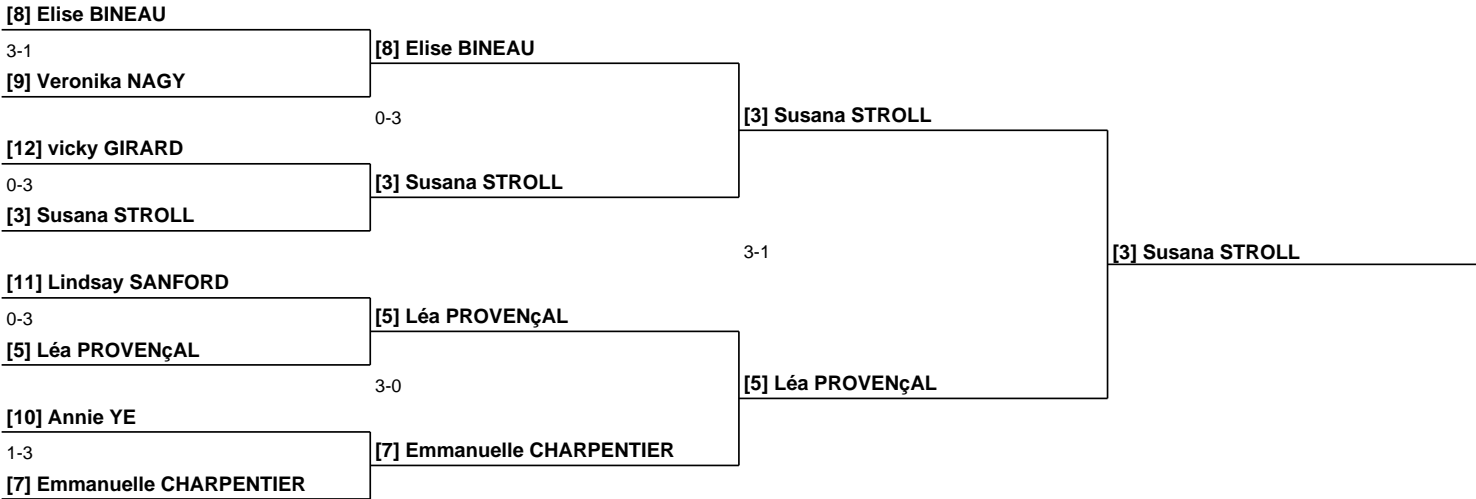 [8] Elise BINEAU
3-1
[8] Elise BINEAU
[9] Veronika NAGY
0-3
[3] Susana STROLL
[12] vicky GIRARD
0-3
[3] Susana STROLL
[3] Susana STROLL
3-1
[3] Susana STROLL
[11] Lindsay SANFORD
0-3
[5] Léa PROVENçAL
[5] Léa PROVENçAL
3-0
[5] Léa PROVENçAL
[10] Annie YE
1-3
[7] Emmanuelle CHARPENTIER
[7] Emmanuelle CHARPENTIER